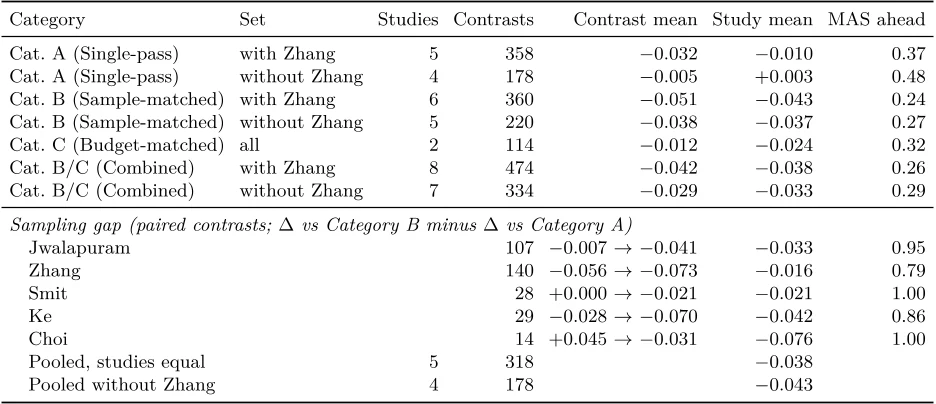 Category Set Studies Contrasts Contrast mean Study mean MAS ahead
Cat. A (Single-pass) with Zhang 5 358 −0.032 −0.010 0.37
Cat. A (Single-pass) without Zhang 4 178 −0.005 +0.003 0.48
Cat. B (Sample-matched) with Zhang 6 360 −0.051 −0.043 0.24
Cat. B (Sample-matched) without Zhang 5 220 −0.038 −0.037 0.27
Cat. C (Budget-matched) all 2 114 −0.012 −0.024 0.32
Cat. B/C (Combined) with Zhang 8 474 −0.042 −0.038 0.26
Cat. B/C (Combined) without Zhang 7 334 −0.029 −0.033 0.29
Sampling gap (paired contrasts; Δ vs Category B minus Δ vs Category A)
Jwalapuram 107 −0.007 → −0.041 −0.033 0.95
Zhang 140 −0.056 → −0.073 −0.016 0.79
Smit 28 +0.000 → −0.021 −0.021 1.00
Ke 29 −0.028 → −0.070 −0.042 0.86
Choi 14 +0.045 → −0.031 −0.076 1.00
Pooled, studies equal 5 318 −0.038
Pooled without Zhang 4 178 −0.043